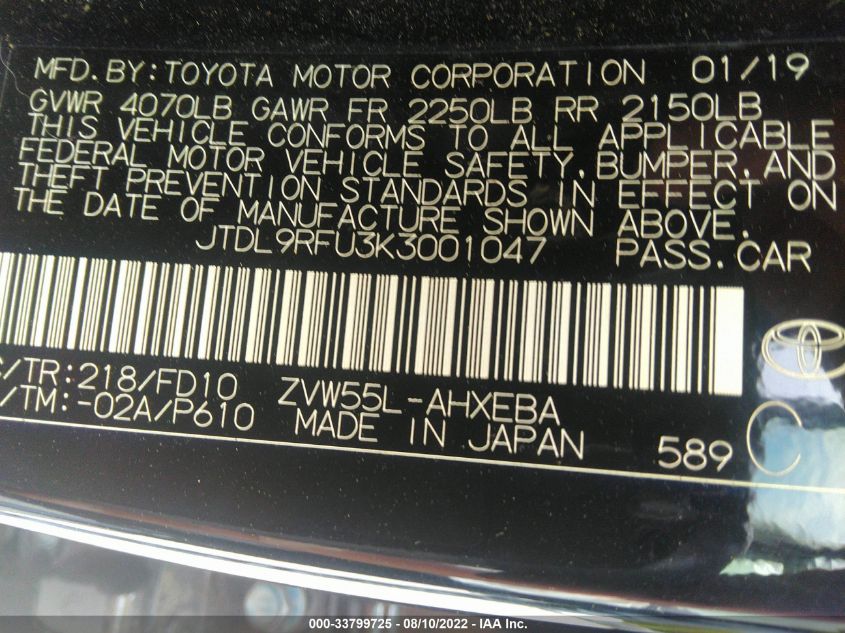 MFD.BY:TOYOTA MOTOR CORPORATION 01/19
GVWR 4070LB GAWR FR 2250LB RR 2150LB
THIS VEHICLE CONFORMS TO ALL APPLICABLE
FEDERAL MOTOR VEHICLE SAFETY,BUMPER,AND
THEFT PREVENTION STANDARDS IN EFFECT ON
THE DATE OF MANUFACTURE SHOWN ABOVE.
JTDL9RFU3K3001047 PASS.CAR
/TR:218/FD10 ZVW55L-AHXEBA
/TM:-02A/P610 MADE IN JAPAN 589 C
000-33799725 - 08/10/2022 - IAA Inc.